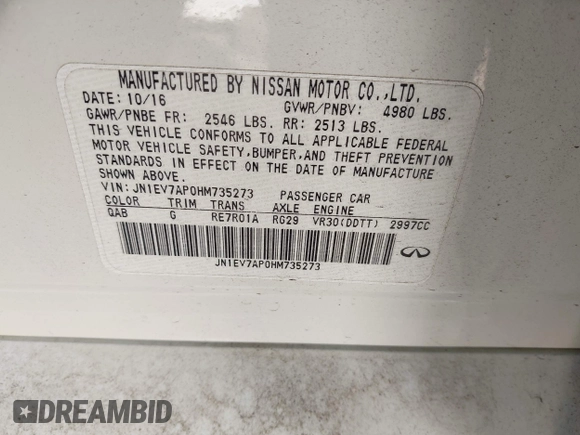 MANUFACTURED BY NISSAN MOTOR CO.,LTD.
DATE: 10/16 GVWR/PNBV: 4980 LBS.
GAWR/PNBE FR: 2546 LBS. RR: 2513 LBS.
THIS VEHICLE CONFORMS TO ALL APPLICABLE FEDERAL
MOTOR VEHICLE SAFETY,BUMPER,AND THEFT PREVENTION
STANDARDS IN EFFECT ON THE DATE OF MANUFACTURE
SHOWN ABOVE.
VIN: JN1EV7AP0HM735273 PASSENGER CAR
COLOR TRIM TRANS AXLE ENGINE
QAB G RE7R01A RG29 VR30(DDTT) 2997CC
JN1EV7AP0HM735273
DREAMBID